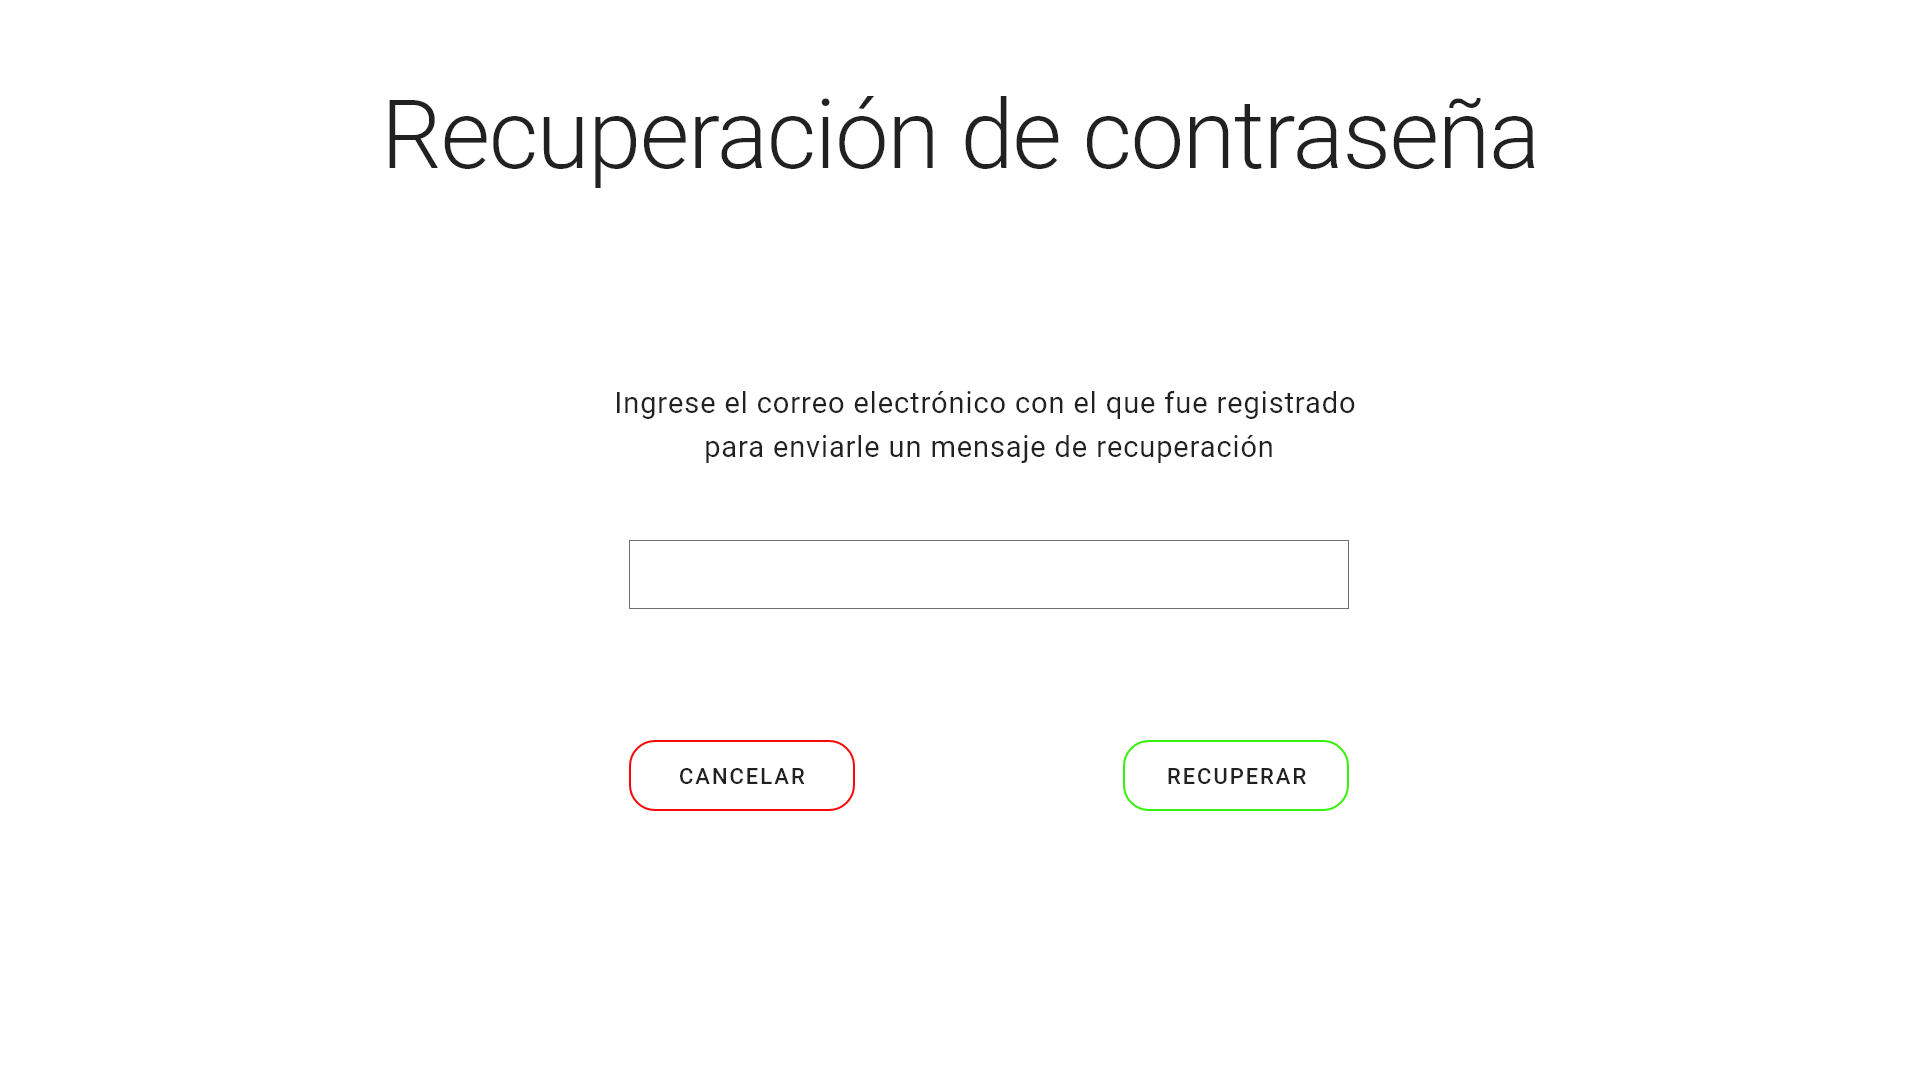 Recuperación de contraseña
Ingrese el correo electrónico con el que fue registrado
para enviarle un mensaje de recuperación
CANCELAR
RECUPERAR